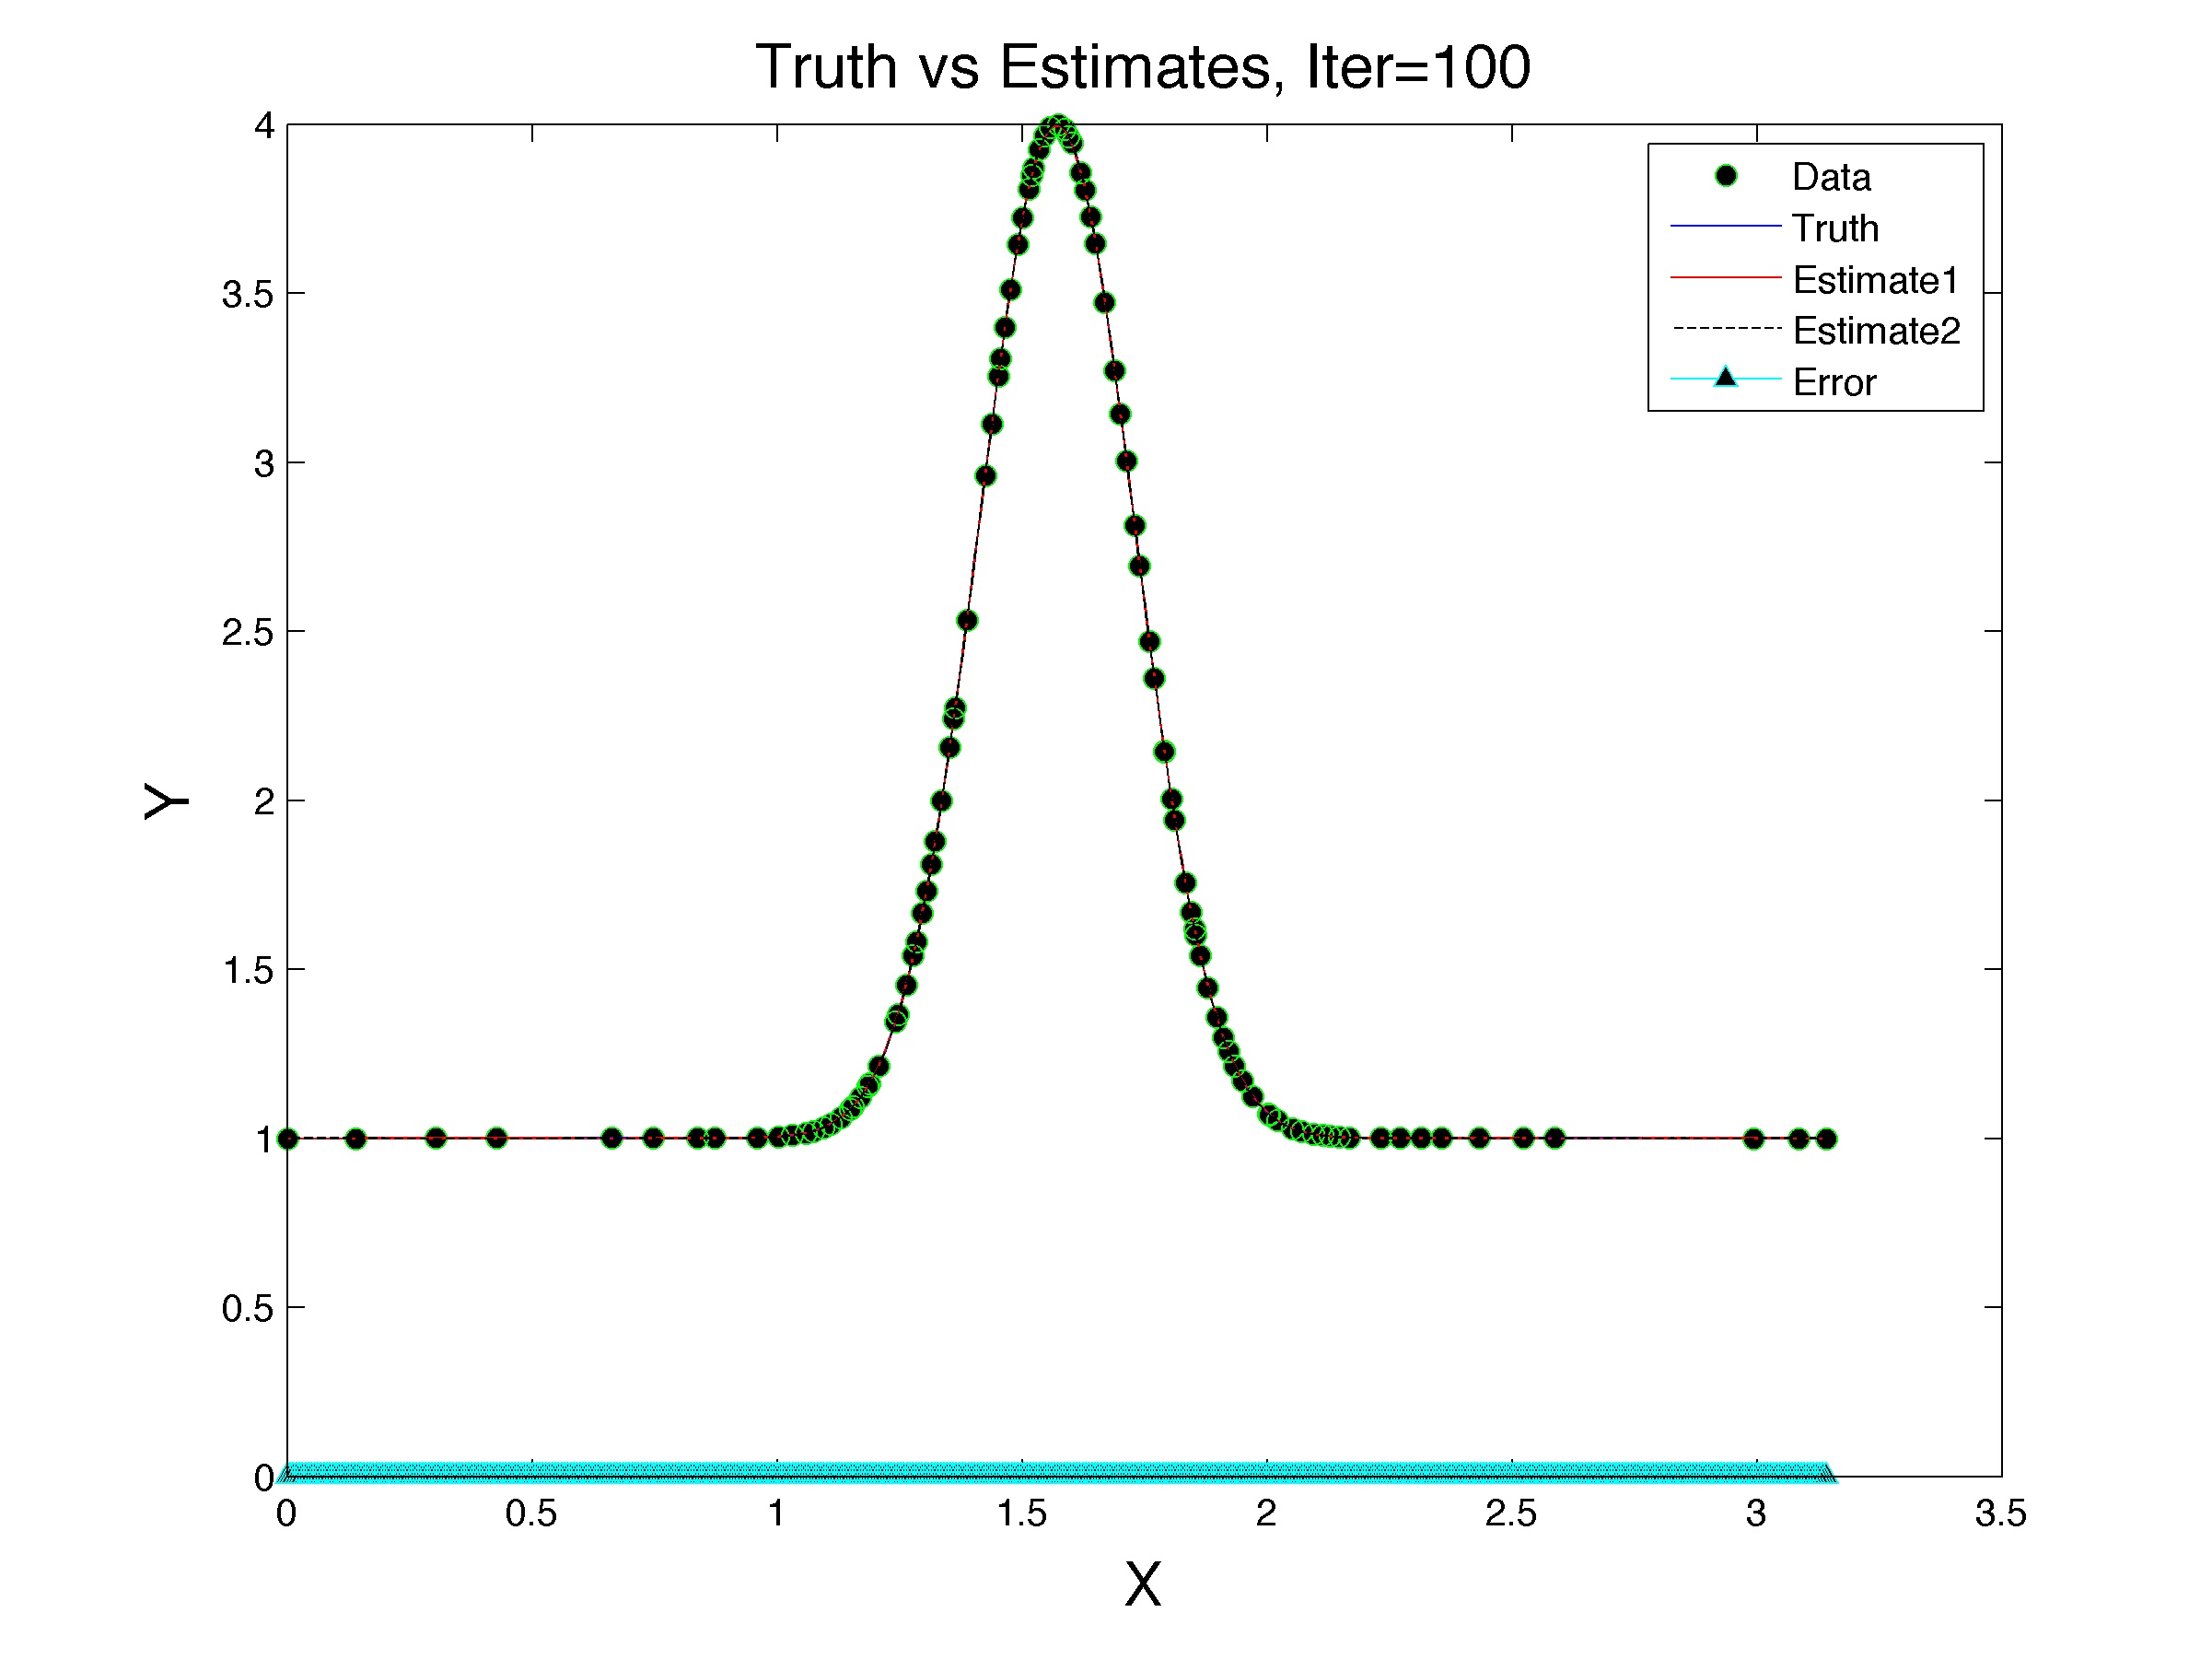 Truth vs Estimates, Iter=100
4
3.5
3
2.5
2
1.5
1
0.5
0
Y
Data
Truth
Estimate1
Estimate2
Error
0 0.5 1 1.5 2 2.5 3 3.5
X